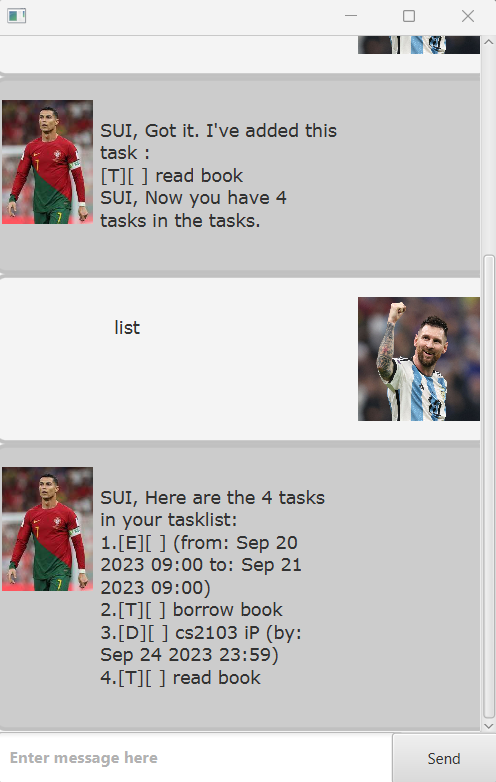 SUI, Got it. I've added this
task :
[T][ ] read book
SUI, Now you have 4
tasks in the tasks.
list
SUI, Here are the 4 tasks
in your tasklist:
1.[E][ ] (from: Sep 20
2023 09:00 to: Sep 21
2023 09:00)
2.[T][ ] borrow book
3.[D][ ] cs2103 iP (by:
Sep 24 2023 23:59)
4.[T][ ] read book
Enter message here
Send